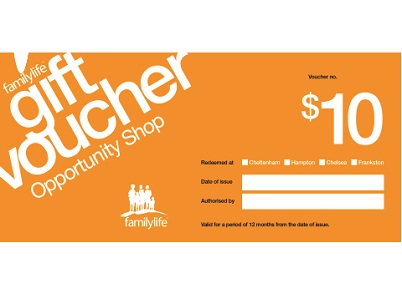 familylife
gift
voucher
Opportunity Shop
familylife
Voucher no.
$10
Redeemed at Cheltenham Hampton Chelsea Frankston
Date of issue
Authorised by
Valid for a period of 12 months from the date of issue.